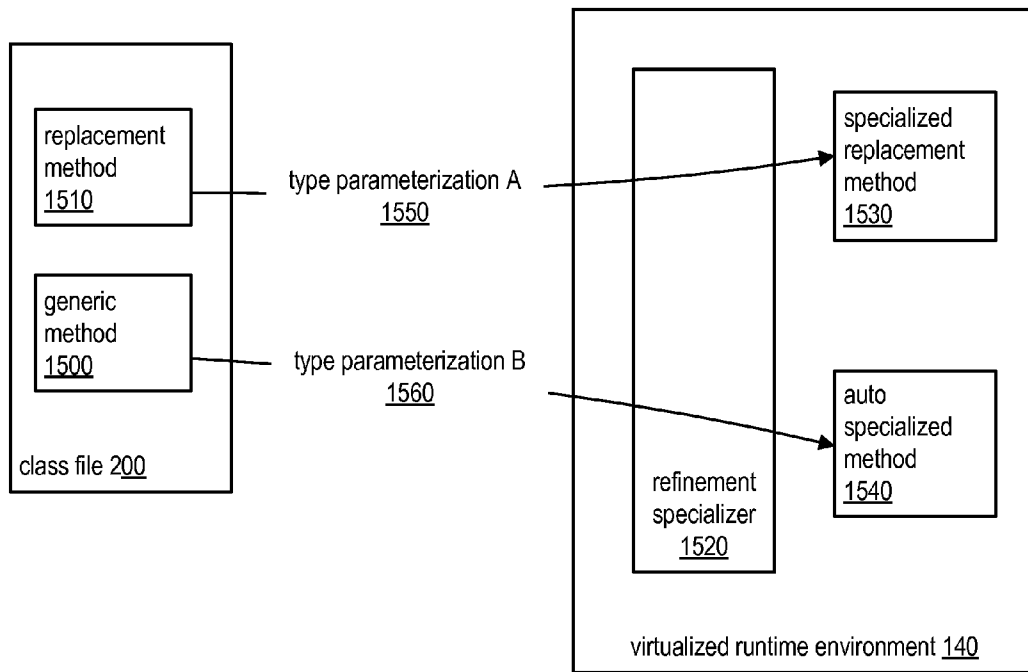 replacement
method
1510
generic
method
1500
class file 200
type parameterization A
1550
type parameterization B
1560
refinement
specializer
1520
specialized
replacement
method
1530
auto
specialized
method
1540
virtualized runtime environment 140